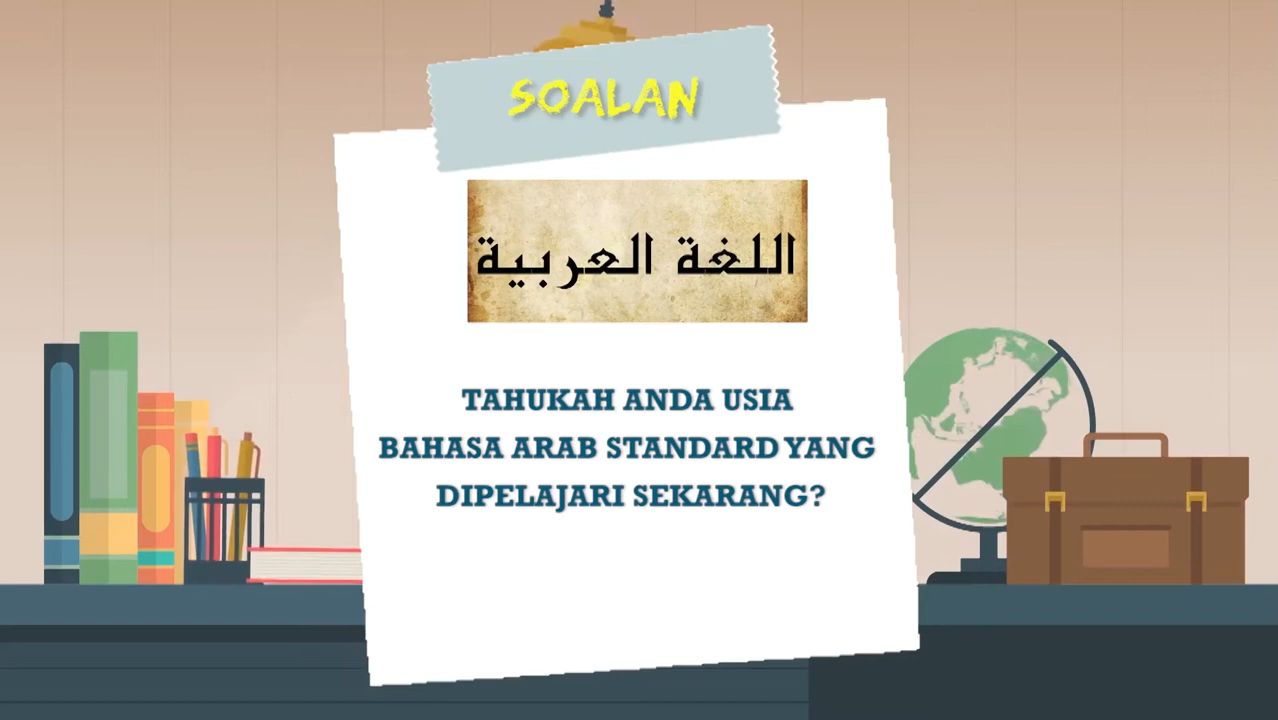 SOALAN
اللغة العربية
TAHUKAH ANDA USIA
BAHASA ARAB STANDARD YANG
DIPELAJARI SEKARANG?